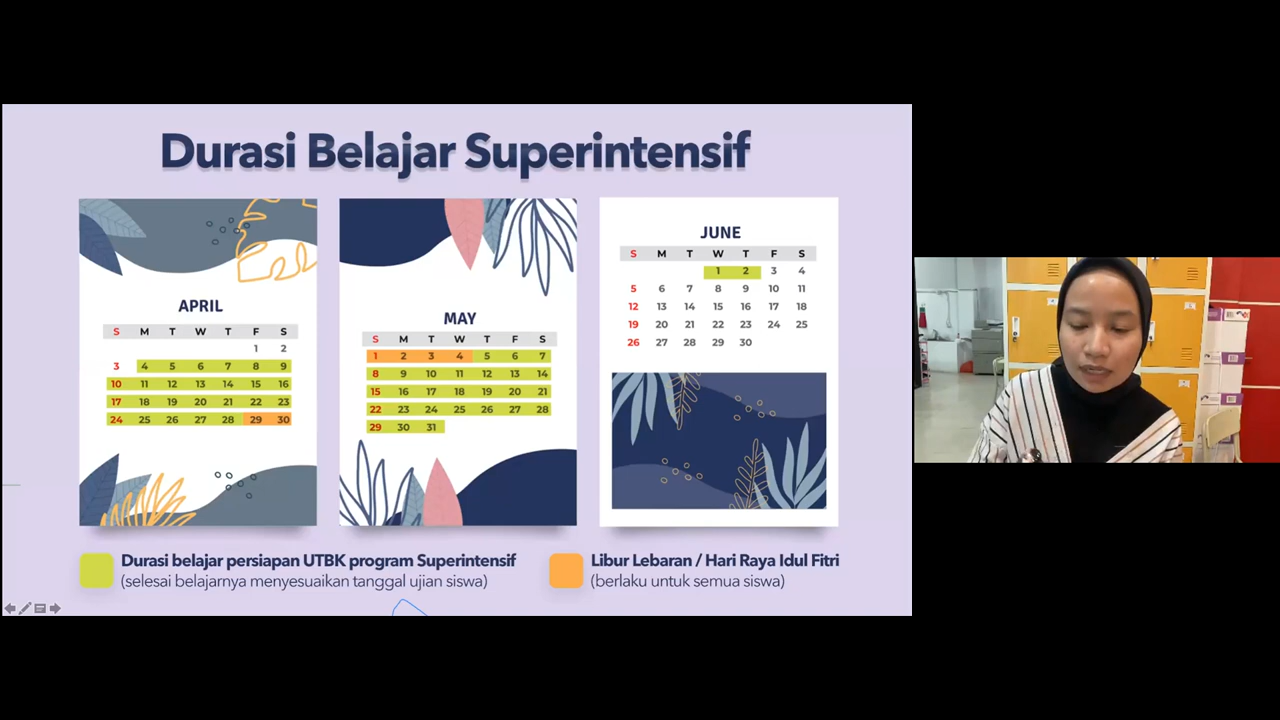 Durasi Belajar Superintensif
APRIL
S M T W T F S
1 2
3 4 5 6 7 8 9
10 11 12 13 14 15 16
17 18 19 20 21 22 23
24 25 26 27 28 29 30
MAY
S M T W T F S
1 2 3 4 5 6 7
8 9 10 11 12 13 14
15 16 17 18 19 20 21
22 23 24 25 26 27 28
29 30 31
JUNE
S M T W T F S
1 2 3 4
5 6 7 8 9 10 11
12 13 14 15 16 17 18
19 20 21 22 23 24 25
26 27 28 29 30
Durasi belajar persiapan UTBK program Superintensif
(selesai belajarnya menyesuaikan tanggal ujian siswa)
Libur Lebaran / Hari Raya Idul Fitri
(berlaku untuk semua siswa)